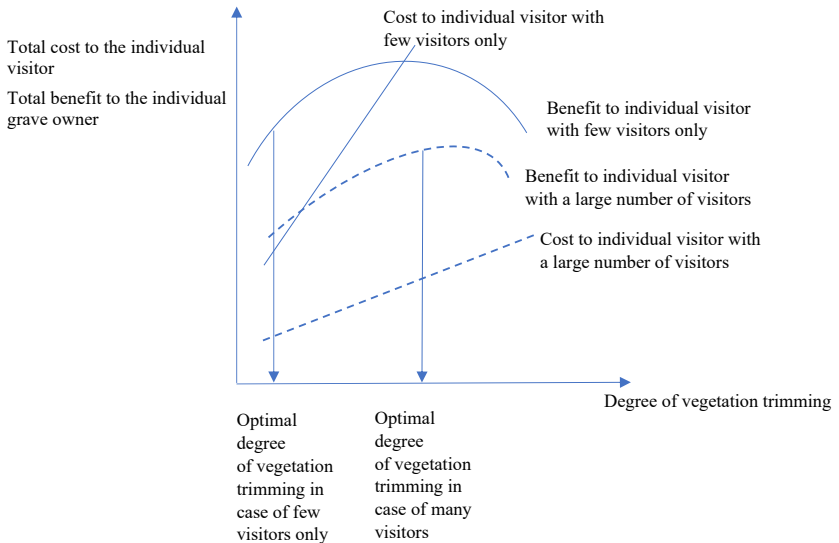 Cost to individual visitor with
few visitors only
Total cost to the individual
visitor
Total benefit to the individual
grave owner
Benefit to individual visitor
with few visitors only
Benefit to individual visitor
with a large number of visitors
Cost to individual visitor with
a large number of visitors
Degree of vegetation trimming
Optimal
degree
of vegetation
trimming in
case of few
visitors only
Optimal
degree
of vegetation
trimming in
case of many
visitors